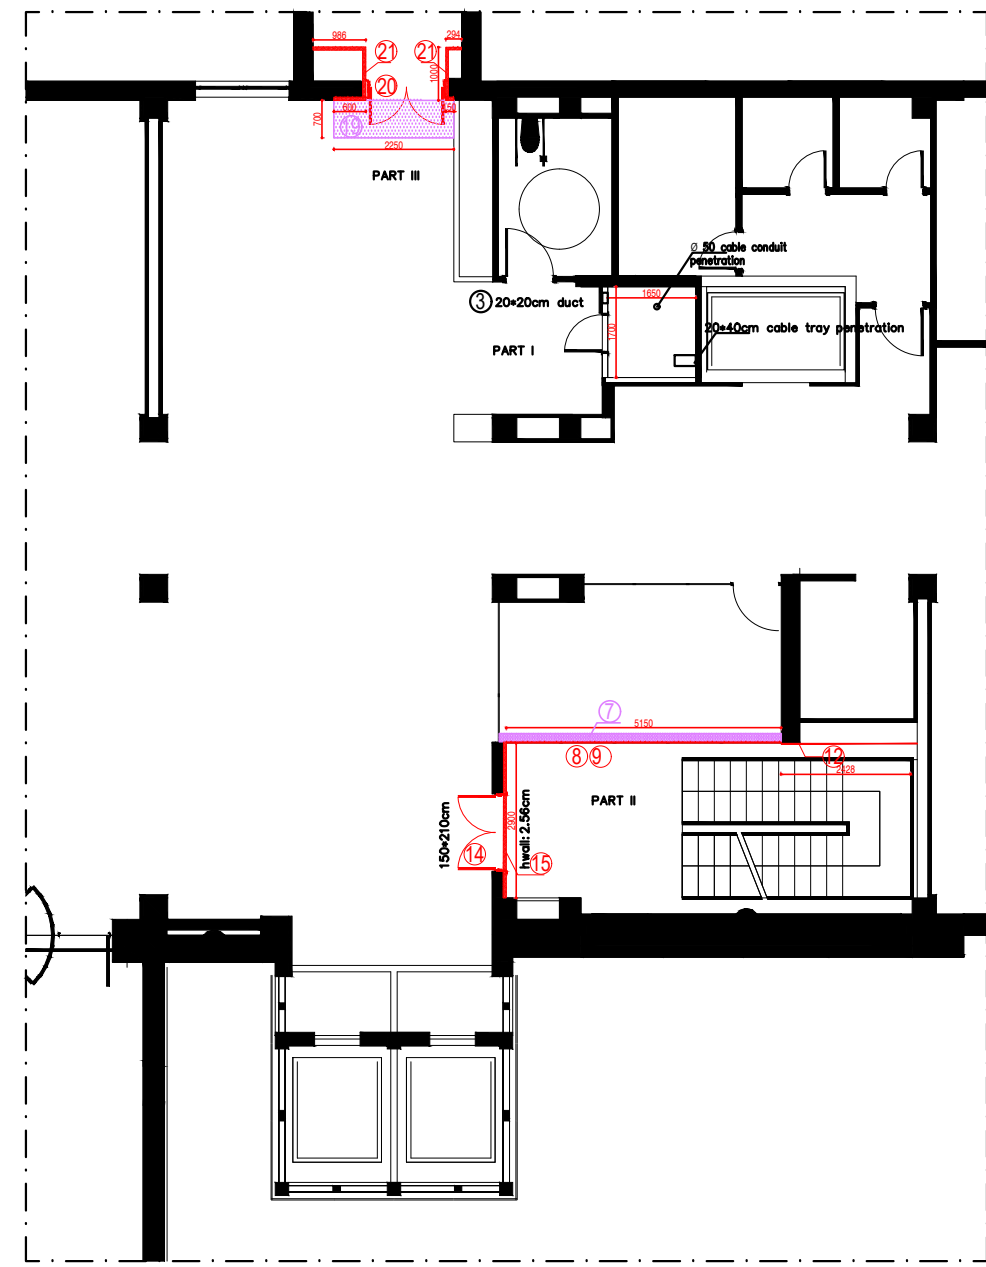 986
294
21
21
1000
20
600
150
700
19
2250
PART III
Ø 50 cable conduit
penetration
3 20*20cm duct
1650
1700
20*40cm cable tray penetration
PART I
7
5150
8 9
12
2428
PART II
150*210cm
2900
hwall: 2.56cm
14
15